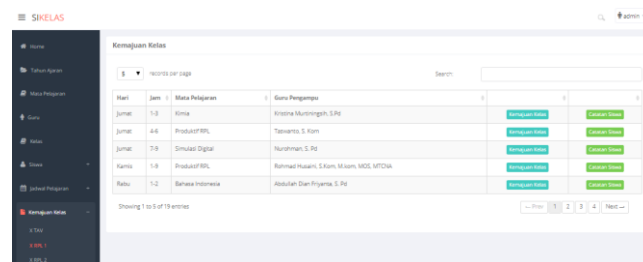 SIKELAS
admin
Home
Tahun Ajaran
Mata Pelajaran
Guru
Kelas
Siswa
Jadwal Pelajaran
Kemajuan Kelas
X TAV
X RPL 1
X RPL 2
Kemajuan Kelas
5 records per page Search:
Hari Jam Mata Pelajaran Guru Pengampu
Jumat 1-3 Kimia Kristina Murtiningsih, S.Pd Kemajuan Kelas Catatan Siswa
Jumat 4-6 Produktif RPL Taswanto, S. Kom Kemajuan Kelas Catatan Siswa
Jumat 7-9 Simulasi Digital Nurohman, S. Pd Kemajuan Kelas Catatan Siswa
Kamis 1-9 Produktif RPL Rohmad Husaini, S.Kom, M.kom, MOS, MTCNA Kemajuan Kelas Catatan Siswa
Rabu 1-2 Bahasa Indonesia Abdullah Dian Priyanta, S. Pd Kemajuan Kelas Catatan Siswa
Showing 1 to 5 of 19 entries
← Prev 1 2 3 4 Next →